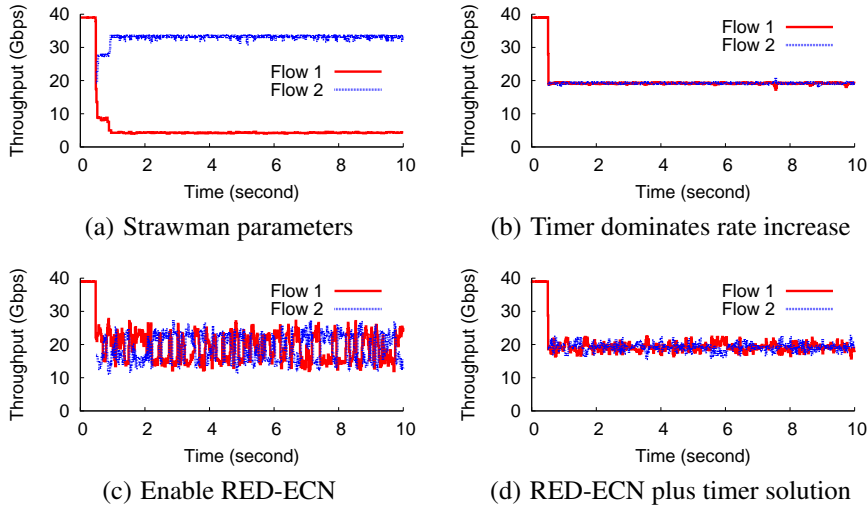 Throughput (Gbps)
40
30
20
10
0
Flow 1
Flow 2
0 2 4 6 8 10
Time (second)
(a) Strawman parameters
Throughput (Gbps)
40
30
20
10
0
Flow 1
Flow 2
0 2 4 6 8 10
Time (second)
(b) Timer dominates rate increase
Throughput (Gbps)
40
30
20
10
0
Flow 1
Flow 2
0 2 4 6 8 10
Time (second)
(c) Enable RED-ECN
Throughput (Gbps)
40
30
20
10
0
Flow 1
Flow 2
0 2 4 6 8 10
Time (second)
(d) RED-ECN plus timer solution